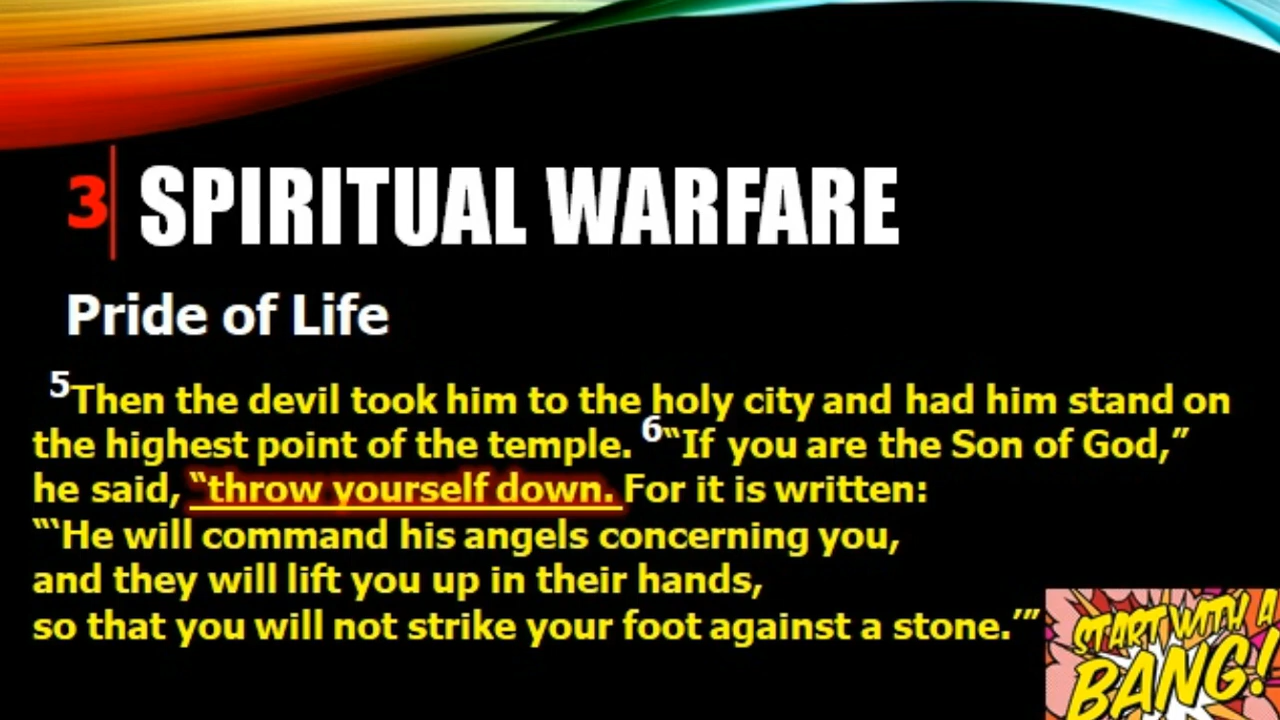 3 SPIRITUAL WARFARE
Pride of Life
5Then the devil took him to the holy city and had him stand on
the highest point of the temple. 6“If you are the Son of God,”
he said, “throw yourself down. For it is written:
“‘He will command his angels concerning you,
and they will lift you up in their hands,
so that you will not strike your foot against a stone.’”
START WITH A
BANG!